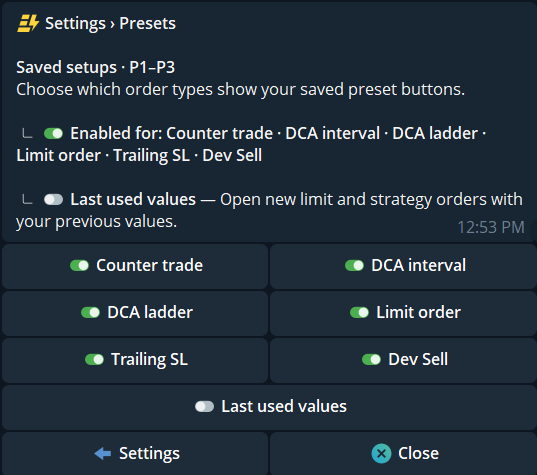 Settings › Presets
Saved setups · P1–P3
Choose which order types show your saved preset buttons.
Enabled for: Counter trade · DCA interval · DCA ladder ·
Limit order · Trailing SL · Dev Sell
Last used values — Open new limit and strategy orders with
your previous values.
12:53 PM
Counter trade
DCA interval
DCA ladder
Limit order
Trailing SL
Dev Sell
Last used values
Settings
Close